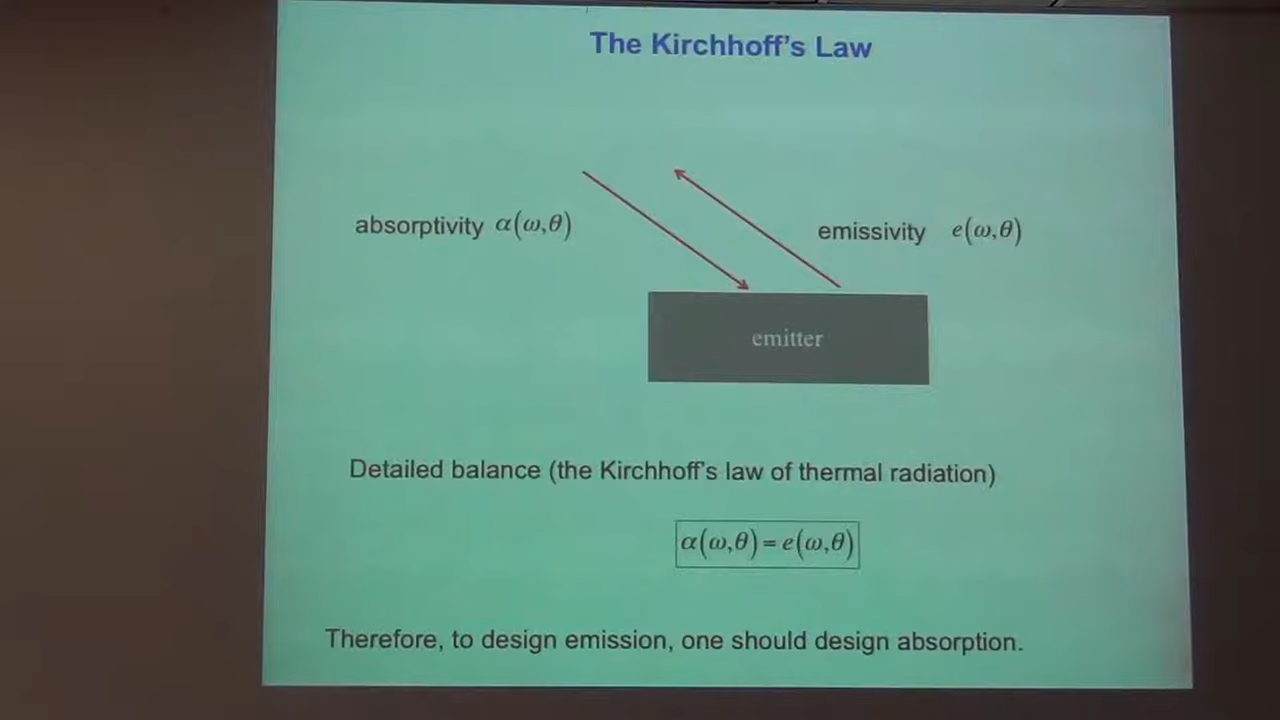 The Kirchhoff's Law
absorptivity α(ω,θ)
emissivity e(ω,θ)
emitter
Detailed balance (the Kirchhoff's law of thermal radiation)
α(ω,θ) = e(ω,θ)
Therefore, to design emission, one should design absorption.